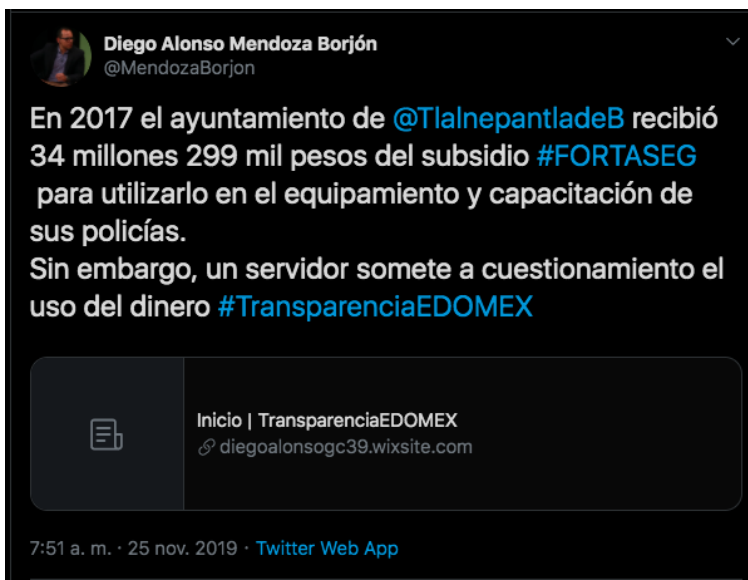 Diego Alonso Mendoza Borjón
@MendozaBorjon
En 2017 el ayuntamiento de @TlalnepantladeB recibió
34 millones 299 mil pesos del subsidio #FORTASEG
para utilizarlo en el equipamiento y capacitación de
sus policías.
Sin embargo, un servidor somete a cuestionamiento el
uso del dinero #TransparenciaEDOMEX
Inicio | TransparenciaEDOMEX
diegoalonsogc39.wixsite.com
7:51 a. m. · 25 nov. 2019 · Twitter Web App